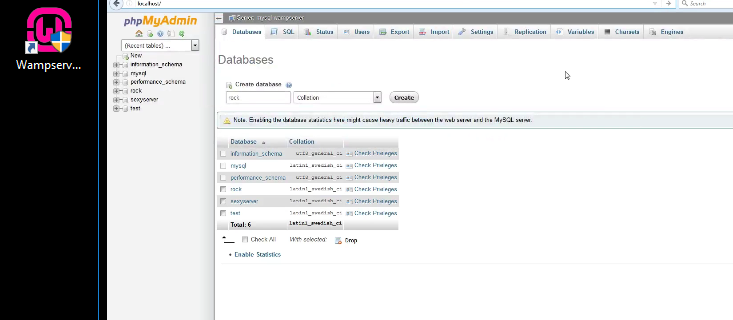 localhost/
Search
phpMyAdmin
(Recent tables) ...
New
information_schema
mysql
performance_schema
rock
sexyserver
test
Wampserv...
Server: mysql wampserver
Databases
SQL
Status
Users
Export
Import
Settings
Replication
Variables
Charsets
Engines
Databases
Create database
rock
Collation
Create
Note: Enabling the database statistics here might cause heavy traffic between the web server and the MySQL server.
Database Collation
information_schema utf8_general_ci Check Privileges
mysql latin1_swedish_ci Check Privileges
performance_schema utf8_general_ci Check Privileges
rock latin1_swedish_ci Check Privileges
sexyserver latin1_swedish_ci Check Privileges
test latin1_swedish_ci Check Privileges
Total: 6 latin1_swedish_ci
Check All With selected: Drop
Enable Statistics